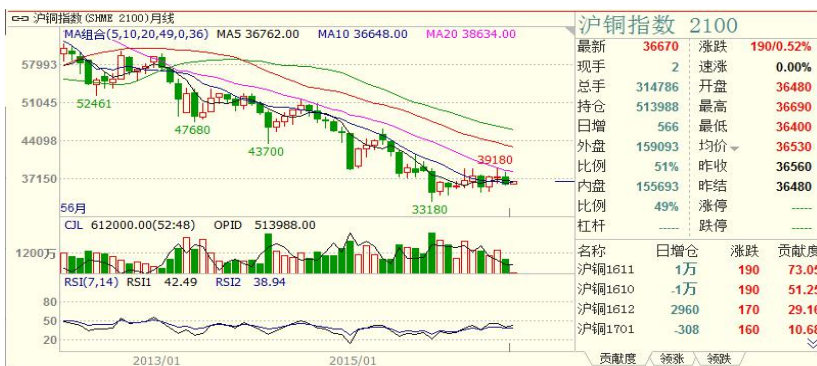 沪铜指数(SHME 2100)月线
MA组合(5,10,20,49,0,36) MA5 36762.00 MA10 36648.00 MA20 38634.00
57993
51045
44098
37150
52461
47680
43700
39180
33180
56月
CJL 612000.00(52:48) OPID 513988.00
1200万
RSI(7,14) RSI1 42.49 RSI2 38.94
80
50
20
2013/01 2015/01
沪铜指数 2100
最新 36670 涨跌 190/0.52%
现手 2 速涨 0.00%
总手 314786 开盘 36480
持仓 513988 最高 36690
日增 566 最低 36400
外盘 159093 均价 36530
比例 51% 昨收 36560
内盘 155693 昨结 36480
比例 49% 涨停 -----
杠杆 ----- 跌停 -----
名称 日增仓 涨跌 贡献度
沪铜1611 1万 190 73.05
沪铜1610 -1万 190 51.25
沪铜1612 2960 170 29.16
沪铜1701 -308 160 10.68
贡献度 领涨 领跌